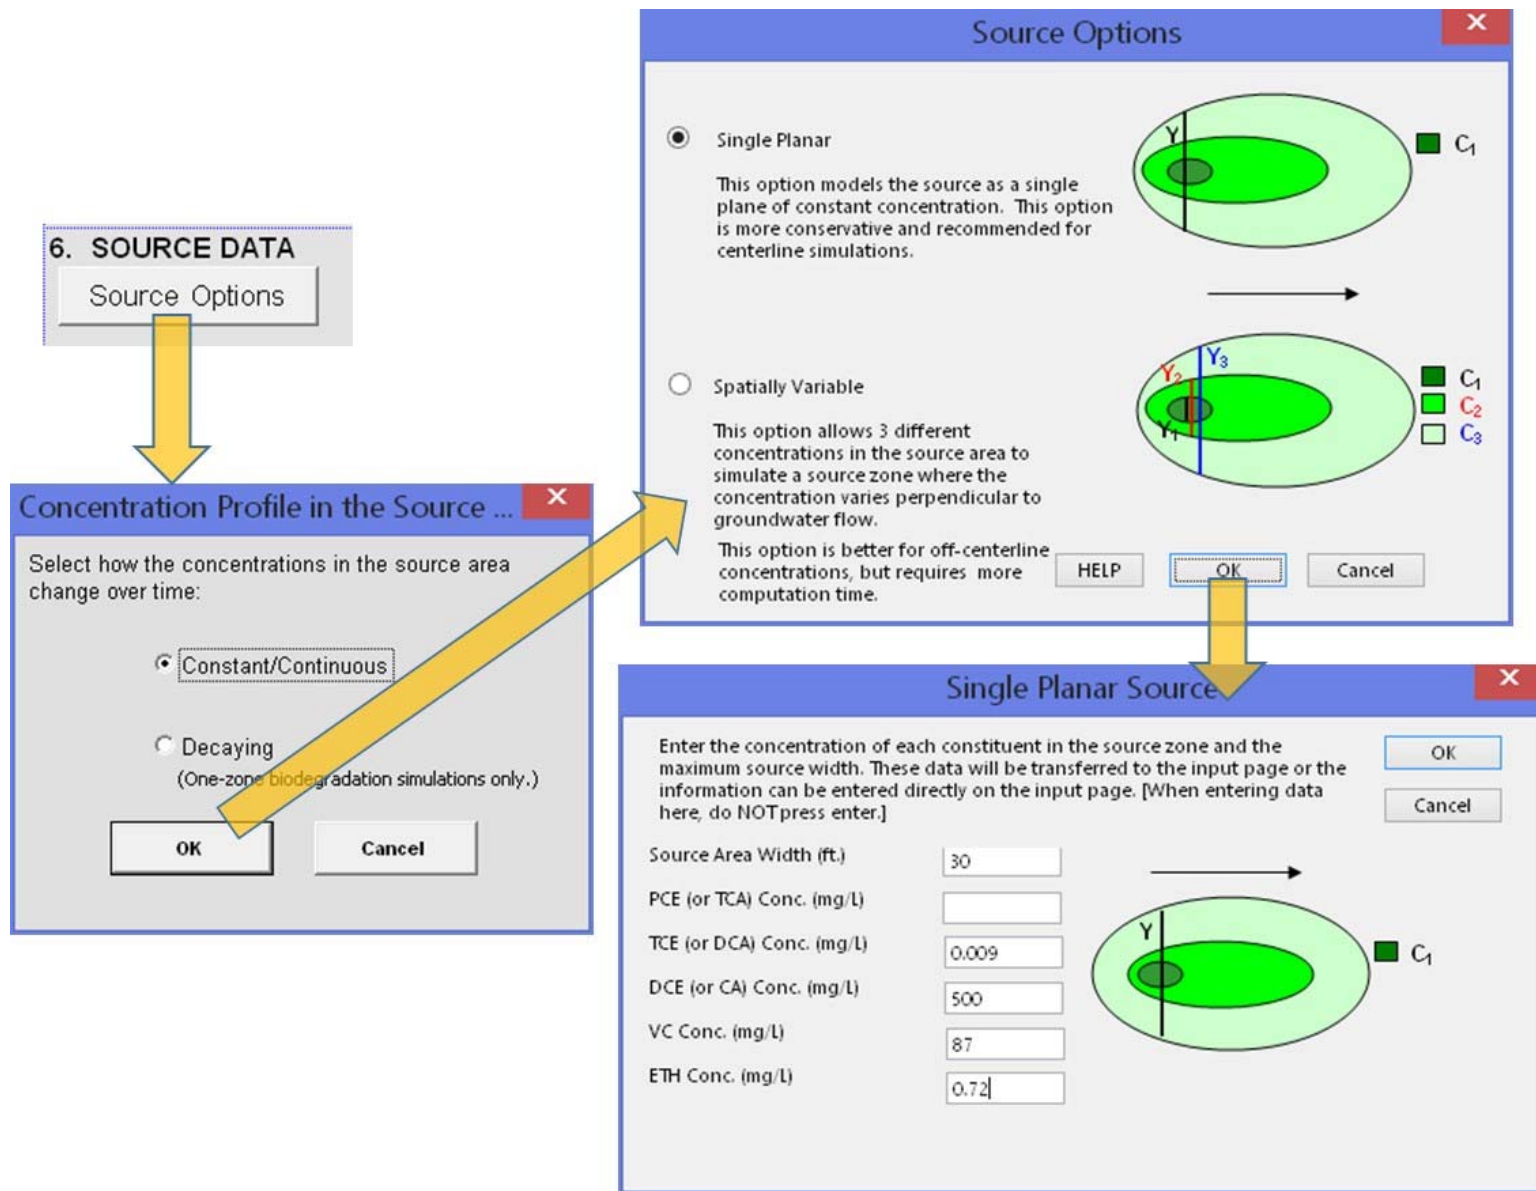 6. SOURCE DATA
Source Options
Concentration Profile in the Source ...
×
Select how the concentrations in the source area
change over time:
Constant/Continuous
Decaying
(One-zone biodegradation simulations only.)
OK
Cancel
Source Options
×
Single Planar
This option models the source as a single
plane of constant concentration. This option
is more conservative and recommended for
centerline simulations.
Y
C₁
Spatially Variable
This option allows 3 different
concentrations in the source area to
simulate a source zone where the
concentration varies perpendicular to
groundwater flow.
This option is better for off-centerline
concentrations, but requires more
computation time.
Y₃
Y₂
Y₁
C₁
C₂
C₃
HELP
OK
Cancel
Single Planar Source
×
Enter the concentration of each constituent in the source zone and the
maximum source width. These data will be transferred to the input page or the
information can be entered directly on the input page. [When entering data
here, do NOT press enter.]
OK
Cancel
Source Area Width (ft.) 30
PCE (or TCA) Conc. (mg/L)
TCE (or DCA) Conc. (mg/L) 0.009
DCE (or CA) Conc. (mg/L) 500
VC Conc. (mg/L) 87
ETH Conc. (mg/L) 0.72
Y
C₁